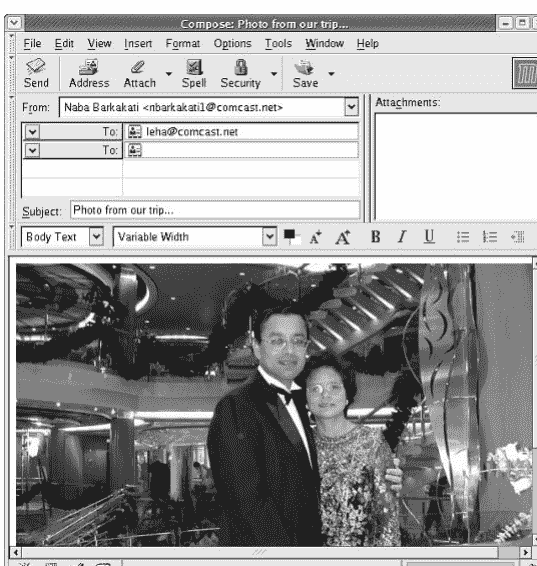 Compose: Photo from our trip...
File Edit View Insert Format Options Tools Window Help
Send Address Attach Spell Security Save
From: Naba Barkakati <nbarkakati1@comcast.net>
Attachments:
To: leha@comcast.net
To:
Subject: Photo from our trip...
Body Text Variable Width A A B I U